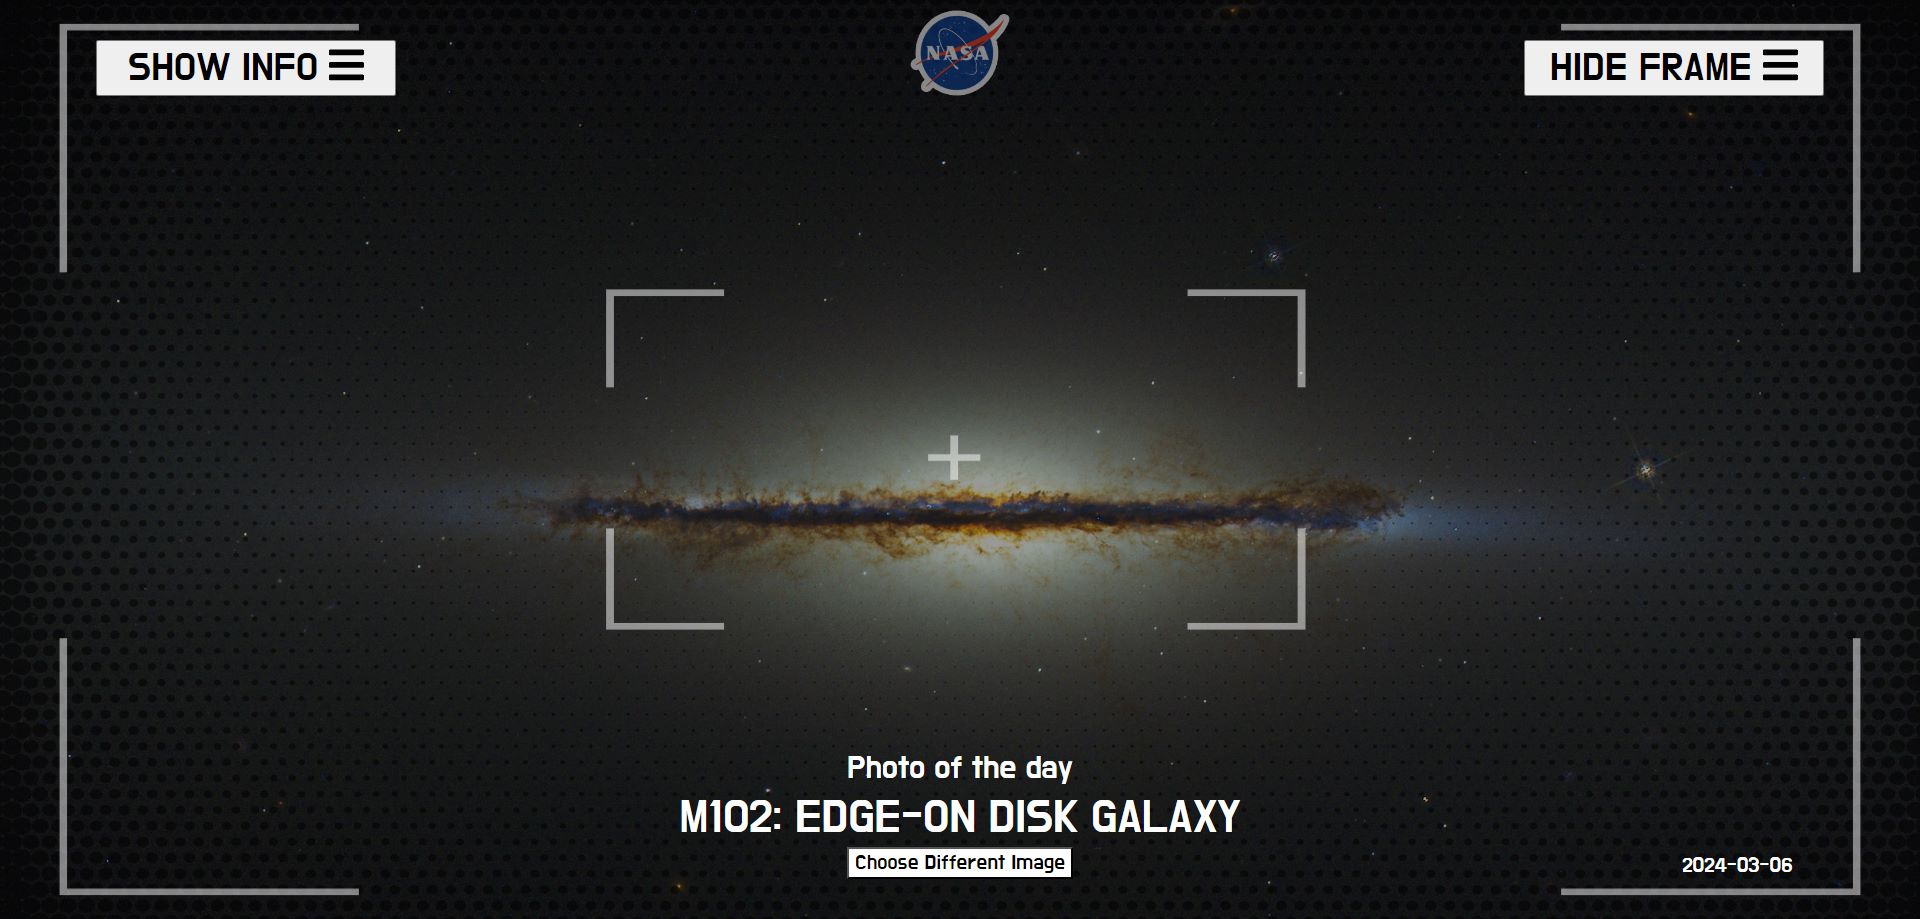 SHOW INFO
NASA
HIDE FRAME
Photo of the day
M102: EDGE-ON DISK GALAXY
Choose Different Image
2024-03-06